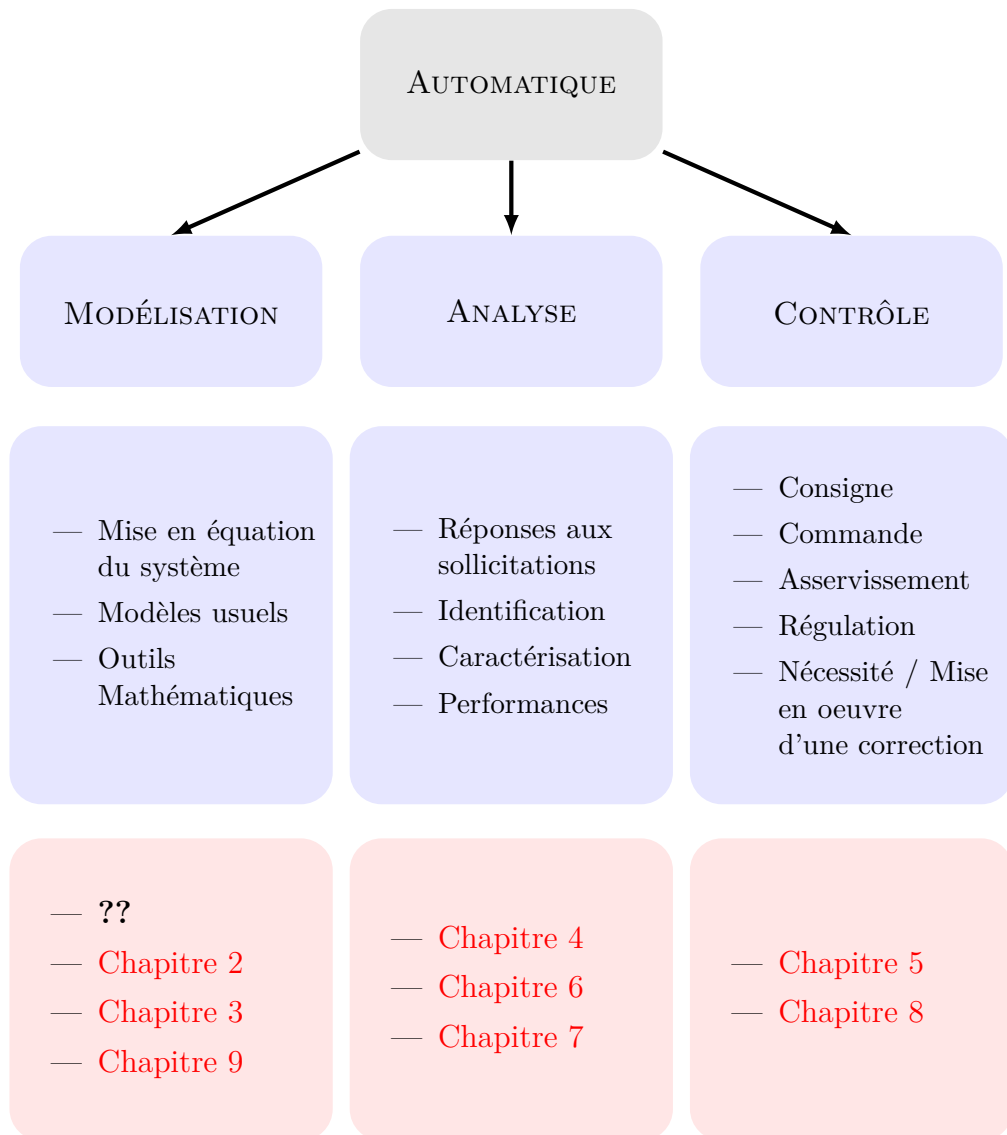 AUTOMATIQUE
MODÉLISATION
ANALYSE
CONTRÔLE
— Mise en équation
du système
— Modèles usuels
— Outils
Mathématiques
— Réponses aux
sollicitations
— Identification
— Caractérisation
— Performances
— Consigne
— Commande
— Asservissement
— Régulation
— Nécessité / Mise
en oeuvre
d'une correction
— ??
— Chapitre 2
— Chapitre 3
— Chapitre 9
— Chapitre 4
— Chapitre 6
— Chapitre 7
— Chapitre 5
— Chapitre 8